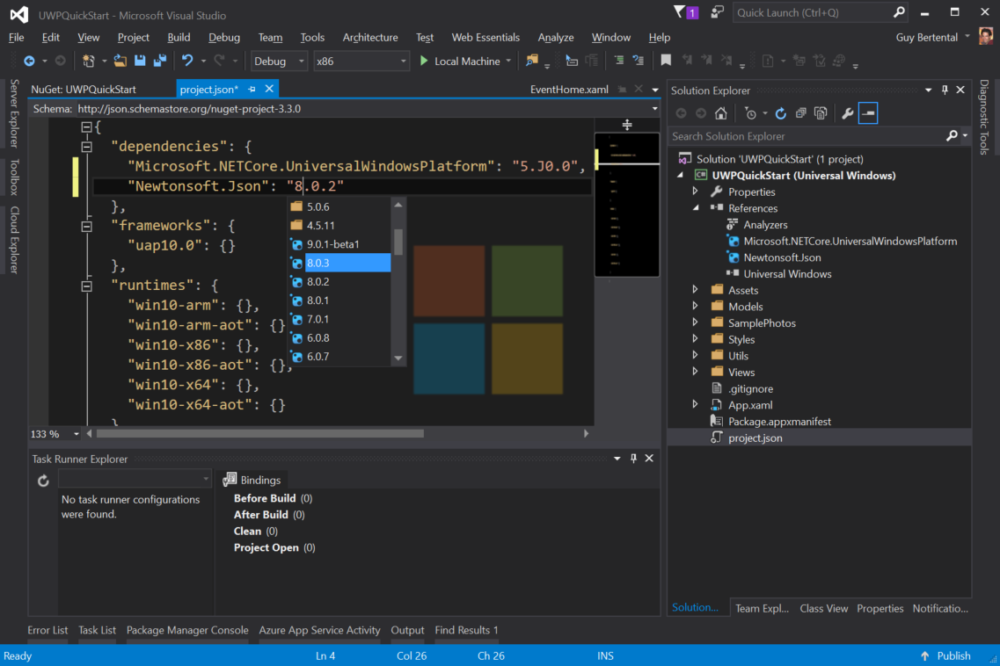 UWPQuickStart - Microsoft Visual Studio
1
Quick Launch (Ctrl+Q)
File Edit View Project Build Debug Team Tools Architecture Test Web Essentials Analyze Window Help
Guy Bertental
Debug x86 Local Machine
Server Explorer
Toolbox
Cloud Explorer
NuGet: UWPQuickStart project.json* EventHome.xaml
Schema: http://json.schemastore.org/nuget-project-3.3.0
{
"dependencies": {
"Microsoft.NETCore.UniversalWindowsPlatform": "5.J0.0",
"Newtonsoft.Json": "8.0.2"
},
"frameworks": {
"uap10.0": {}
},
"runtimes": {
"win10-arm": {},
"win10-arm-aot": {}
"win10-x86": {},
"win10-x86-aot": {},
"win10-x64": {},
"win10-x64-aot": {}
}
5.0.6
4.5.11
9.0.1-beta1
8.0.3
8.0.2
8.0.1
7.0.1
6.0.8
6.0.7
133 %
Task Runner Explorer
No task runner configurations
were found.
Bindings
Before Build (0)
After Build (0)
Clean (0)
Project Open (0)
Solution Explorer
Search Solution Explorer
Solution 'UWPQuickStart' (1 project)
UWPQuickStart (Universal Windows)
Properties
References
Analyzers
Microsoft.NETCore.UniversalWindowsPlatform
Newtonsoft.Json
Universal Windows
Assets
Models
SamplePhotos
Styles
Utils
Views
.gitignore
App.xaml
Package.appxmanifest
project.json
Solution... Team Expl... Class View Properties Notificatio...
Diagnostic Tools
Error List Task List Package Manager Console Azure App Service Activity Output Find Results 1
Ready Ln 4 Col 26 Ch 26 INS Publish